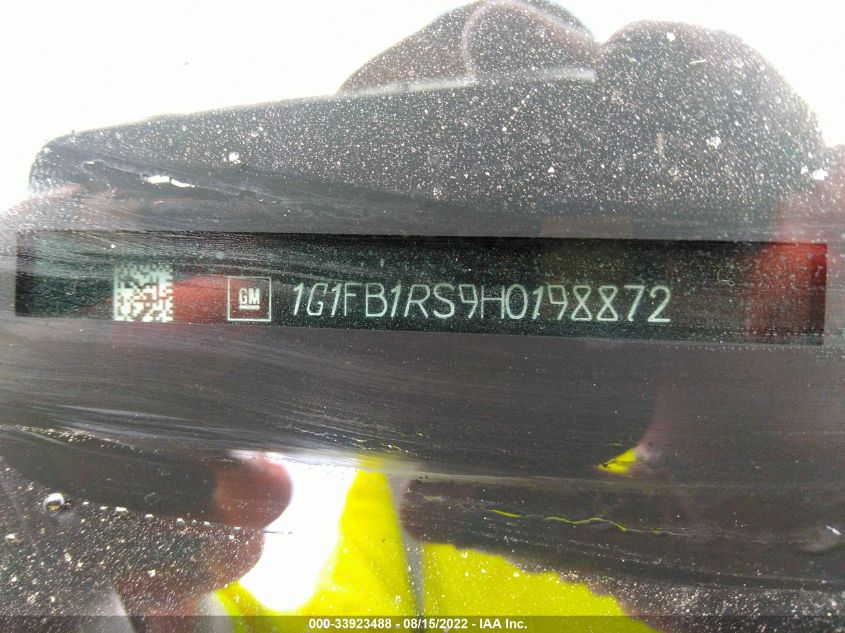 GM 1G1FB1RS9H0198872
000-33923488 - 08/15/2022 - IAA Inc.